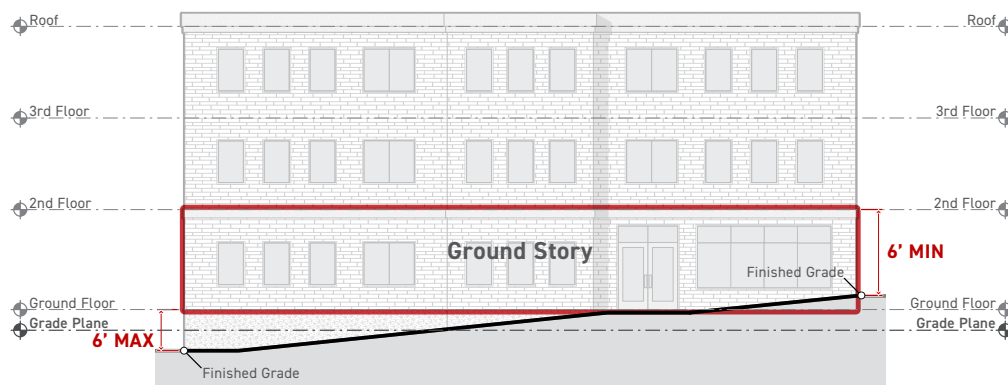 Roof
Roof
3rd Floor
3rd Floor
2nd Floor
2nd Floor
Ground Story
6’ MIN
Finished Grade
Ground Floor
Ground Floor
Grade Plane
Grade Plane
6’ MAX
Finished Grade